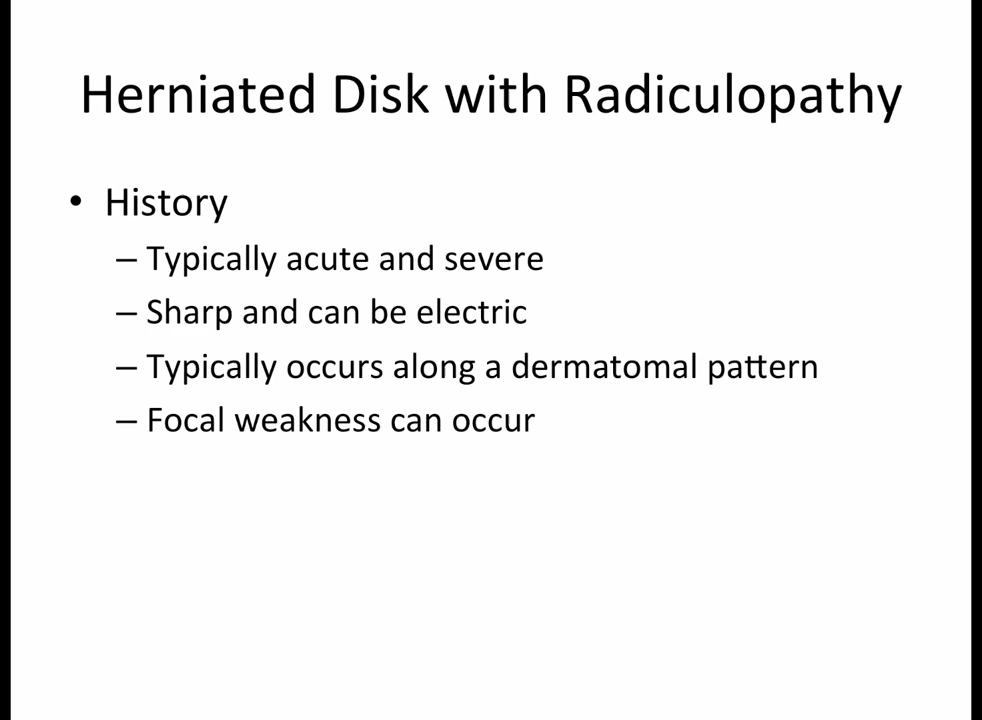 Herniated Disk with Radiculopathy
• History
– Typically acute and severe
– Sharp and can be electric
– Typically occurs along a dermatomal pattern
– Focal weakness can occur